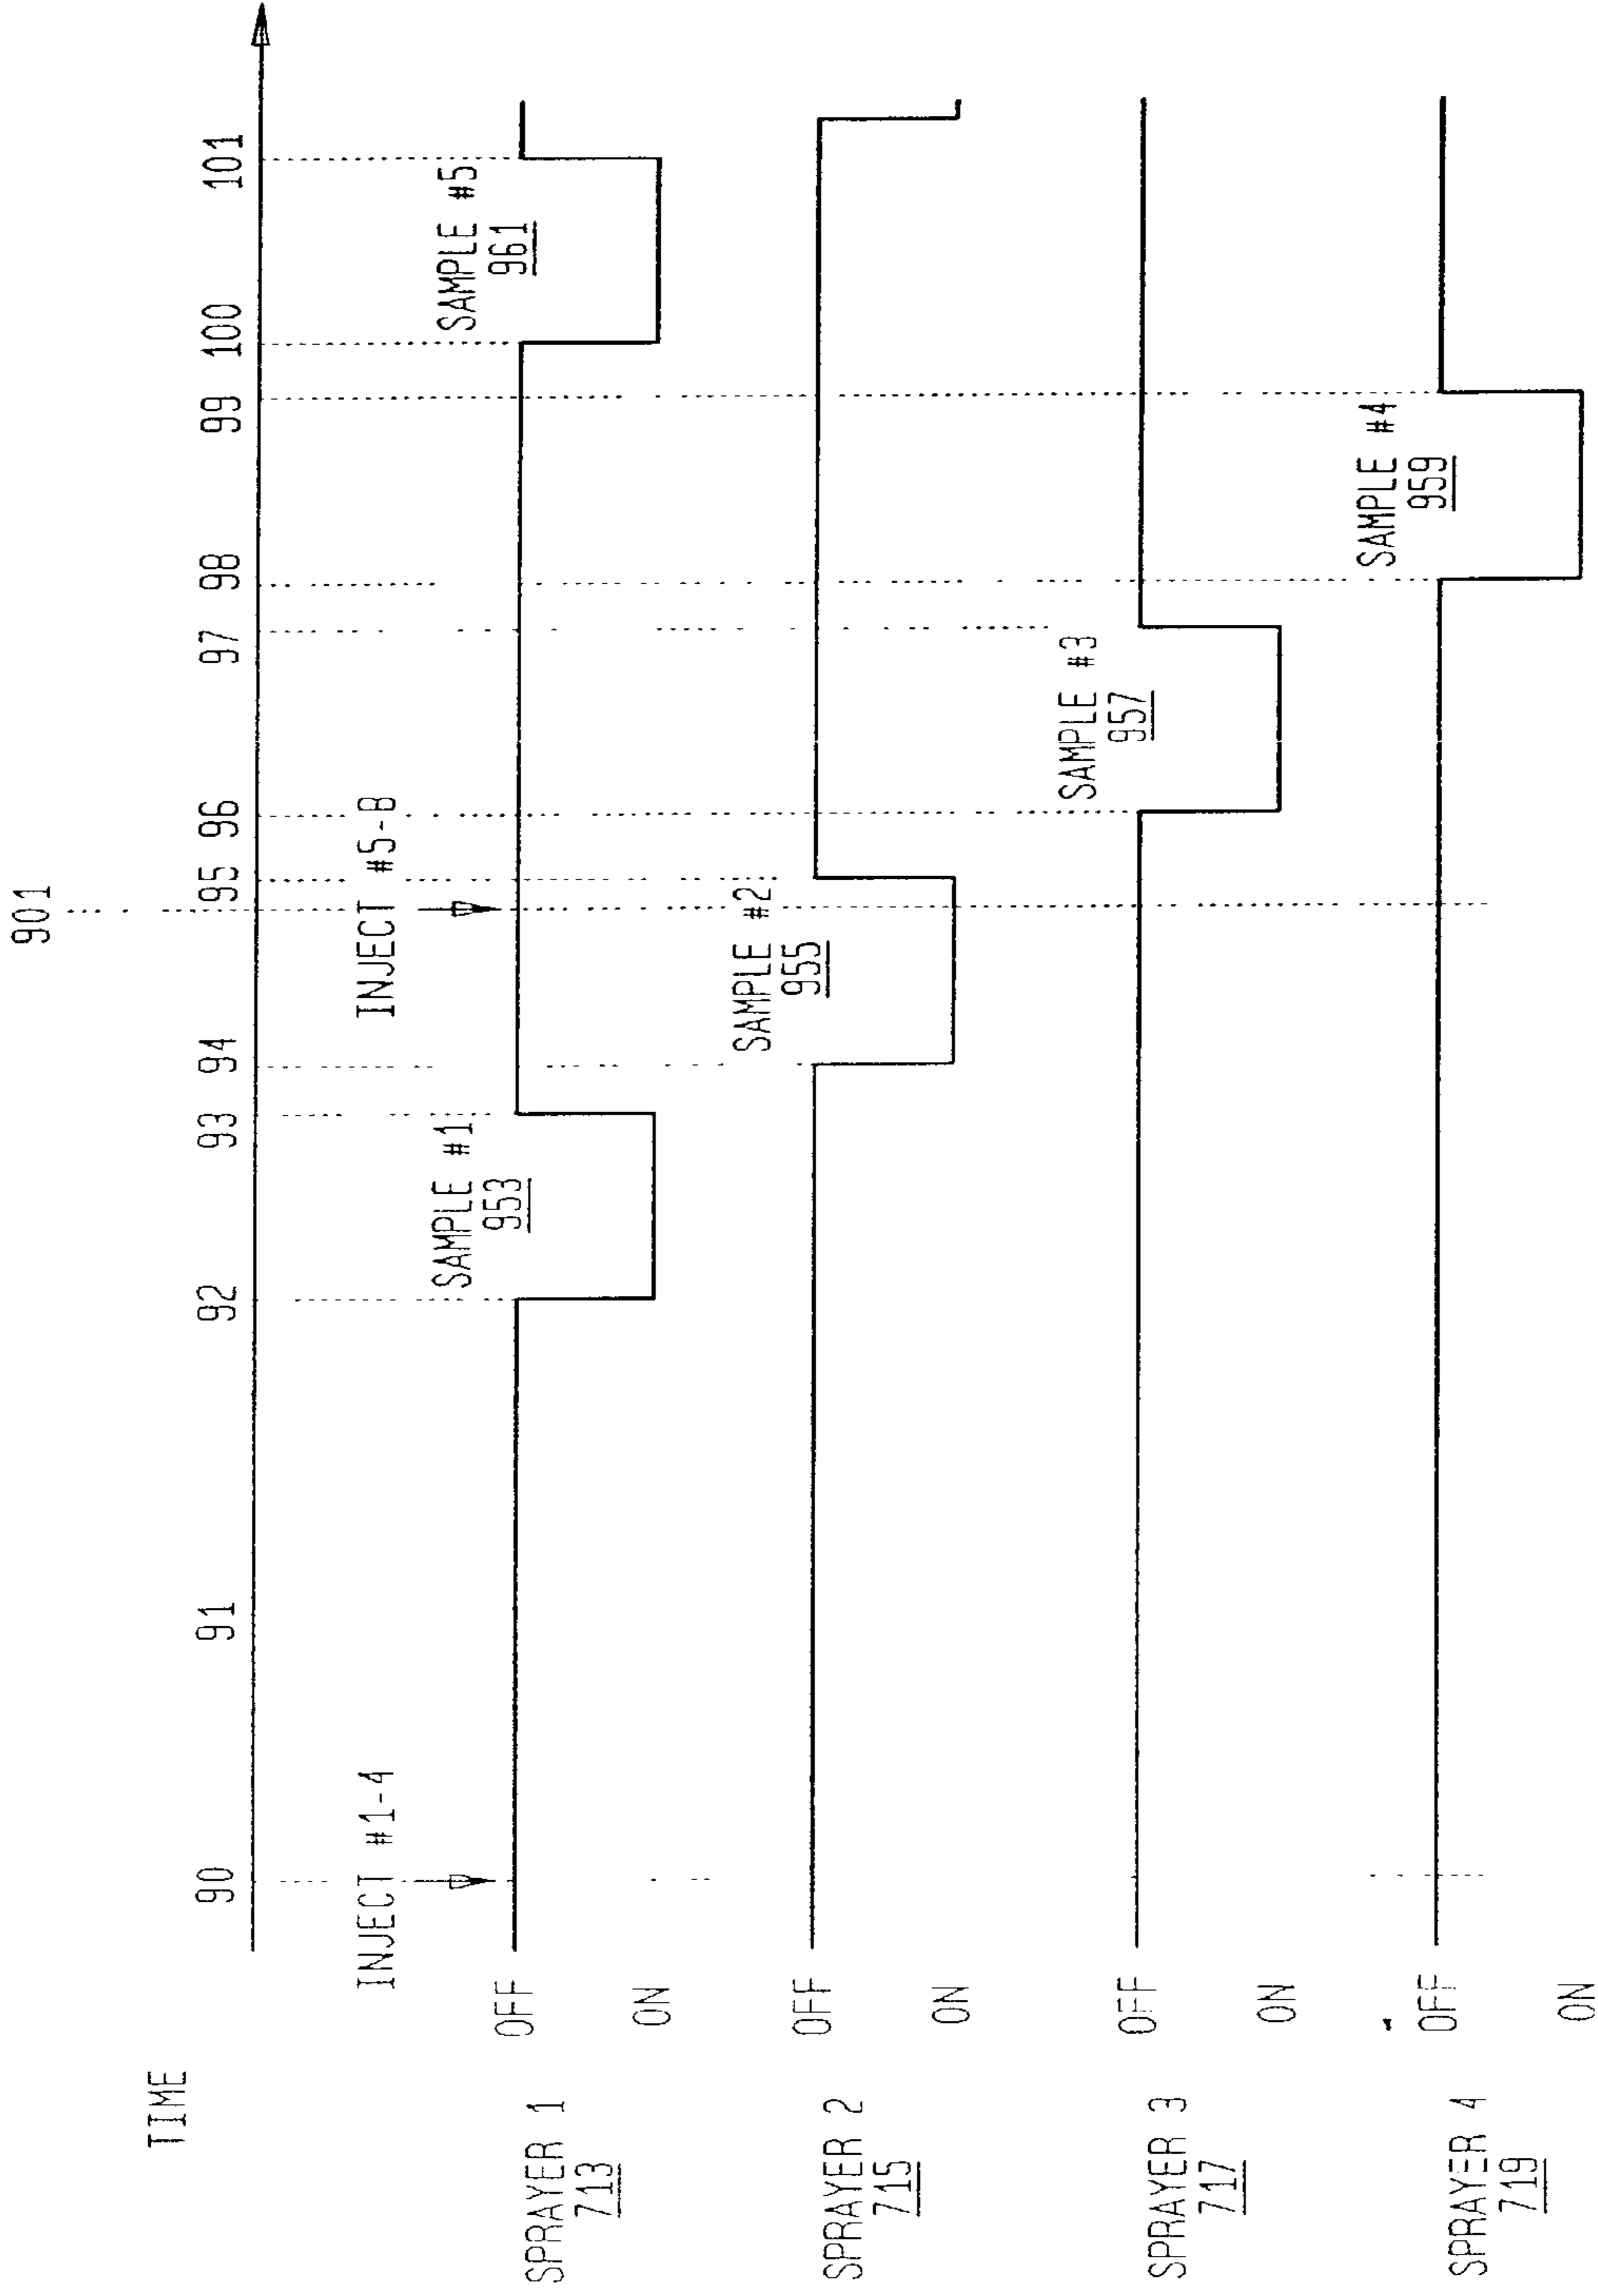 901
TIME
90
91
92
93
94
95
96
97
98
99
100
101
INJECT #1-4
INJECT #5-8
SPRAYER 1
713
OFF
ON
SAMPLE #1
953
SAMPLE #5
961
SPRAYER 2
715
OFF
ON
SAMPLE #2
955
SPRAYER 3
717
OFF
ON
SAMPLE #3
957
SPRAYER 4
719
OFF
ON
SAMPLE #4
959